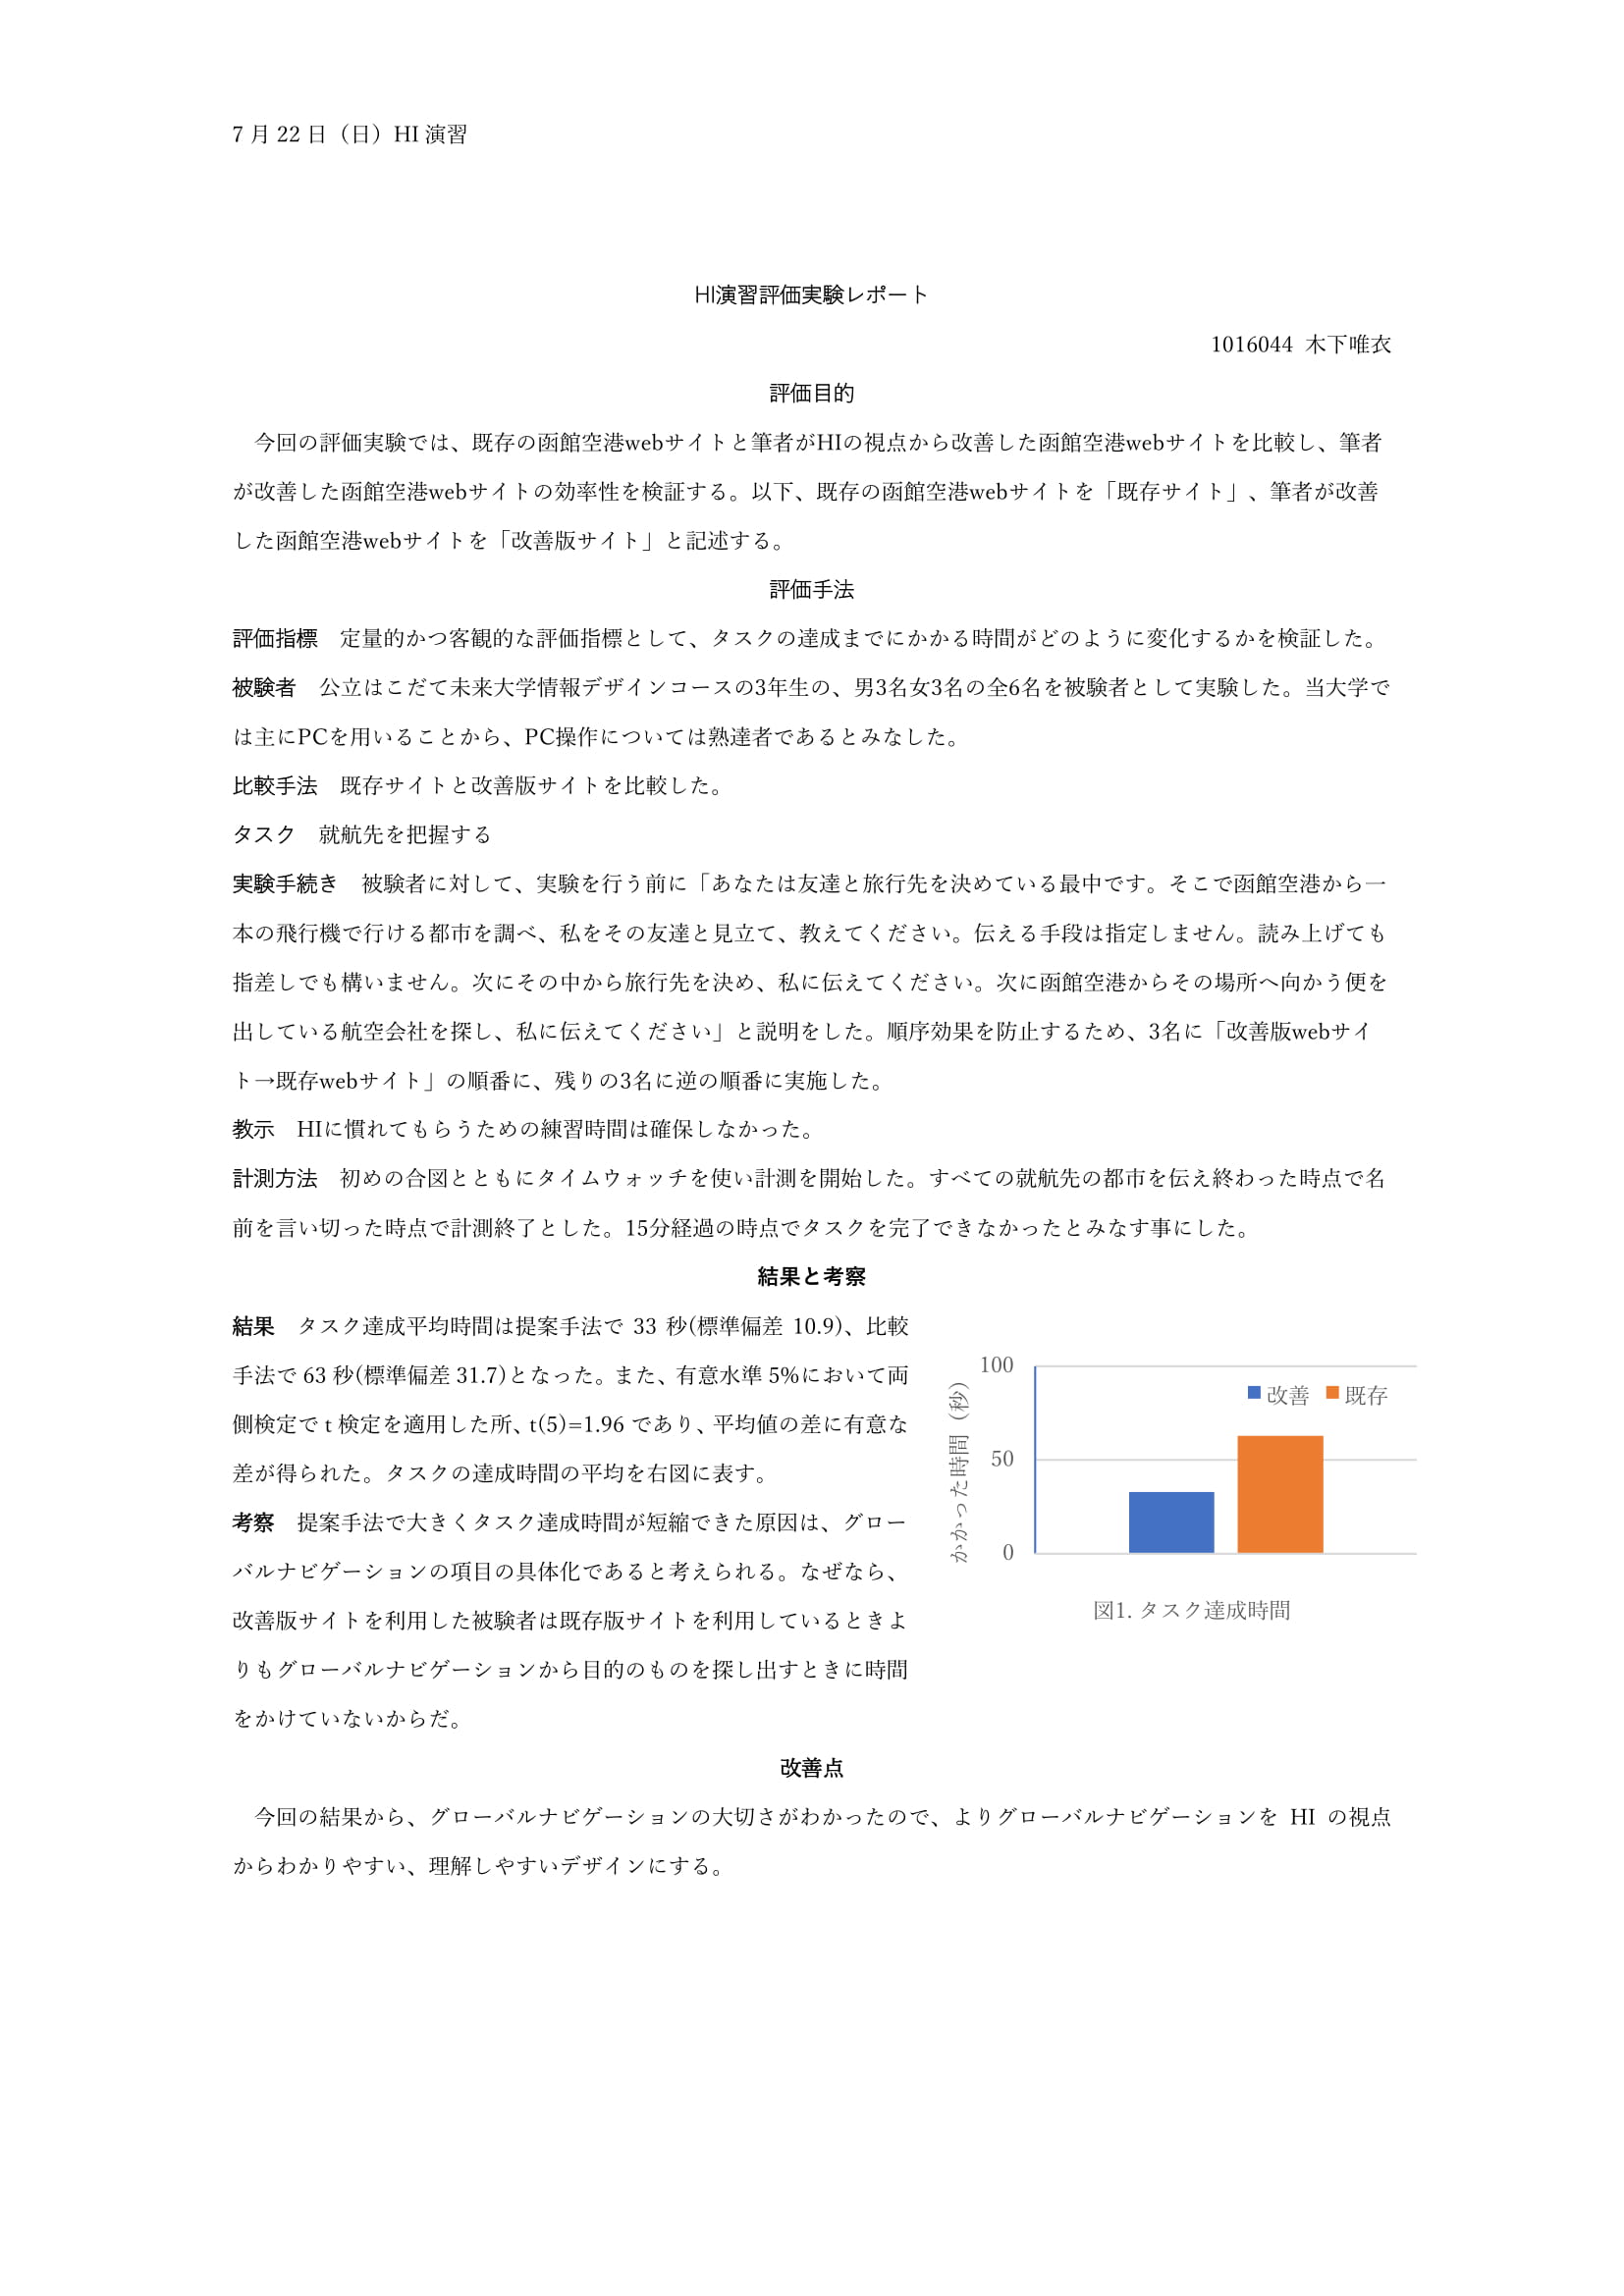 7 月 22 日（日）HI 演習
HI演習評価実験レポート
1016044 木下唯衣
評価目的
　今回の評価実験では、既存の函館空港webサイトと筆者がHIの視点から改善した函館空港webサイトを比較し、筆者
が改善した函館空港webサイトの効率性を検証する。以下、既存の函館空港webサイトを「既存サイト」、筆者が改善
した函館空港webサイトを「改善版サイト」と記述する。
評価手法
評価指標　定量的かつ客観的な評価指標として、タスクの達成までにかかる時間がどのように変化するかを検証した。
被験者　公立はこだて未来大学情報デザインコースの3年生の、男3名女3名の全6名を被験者として実験した。当大学で
は主にPCを用いることから、PC操作については熟達者であるとみなした。
比較手法　既存サイトと改善版サイトを比較した。
タスク　就航先を把握する
実験手続き　被験者に対して、実験を行う前に「あなたは友達と旅行先を決めている最中です。そこで函館空港から一
本の飛行機で行ける都市を調べ、私をその友達と見立て、教えてください。伝える手段は指定しません。読み上げても
指差しでも構いません。次にその中から旅行先を決め、私に伝えてください。次に函館空港からその場所へ向かう便を
出している航空会社を探し、私に伝えてください」と説明をした。順序効果を防止するため、3名に「改善版webサイ
ト→既存webサイト」の順番に、残りの3名に逆の順番に実施した。
教示　HIに慣れてもらうための練習時間は確保しなかった。
計測方法　初めの合図とともにタイムウォッチを使い計測を開始した。すべての就航先の都市を伝え終わった時点で名
前を言い切った時点で計測終了とした。15分経過の時点でタスクを完了できなかったとみなす事にした。
結果と考察
結果　タスク達成平均時間は提案手法で 33 秒(標準偏差 10.9)、比較
手法で 63 秒(標準偏差 31.7)となった。また、有意水準 5%において両
側検定で t 検定を適用した所、t(5)=1.96 であり、平均値の差に有意な
差が得られた。タスクの達成時間の平均を右図に表す。
考察　提案手法で大きくタスク達成時間が短縮できた原因は、グロー
バルナビゲーションの項目の具体化であると考えられる。なぜなら、
改善版サイトを利用した被験者は既存版サイトを利用しているときよ
りもグローバルナビゲーションから目的のものを探し出すときに時間
をかけていないからだ。
かかった時間（秒）
100
50
0
改善 既存
図1. タスク達成時間
改善点
　今回の結果から、グローバルナビゲーションの大切さがわかったので、よりグローバルナビゲーションを HI の視点
からわかりやすい、理解しやすいデザインにする。